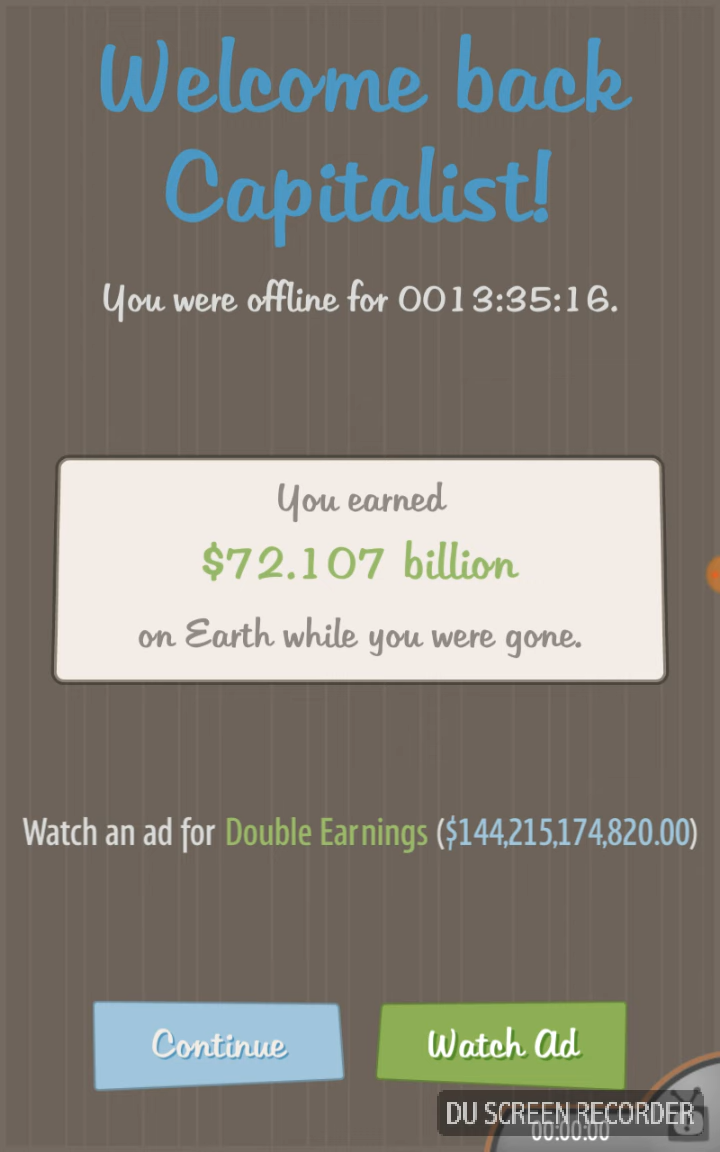 Welcome back
Capitalist!
You were offline for 0013:35:16.
You earned
$72.107 billion
on Earth while you were gone.
Watch an ad for Double Earnings ($144,215,174,820.00)
Continue
Watch Ad
DU SCREEN RECORDER
00:00:00